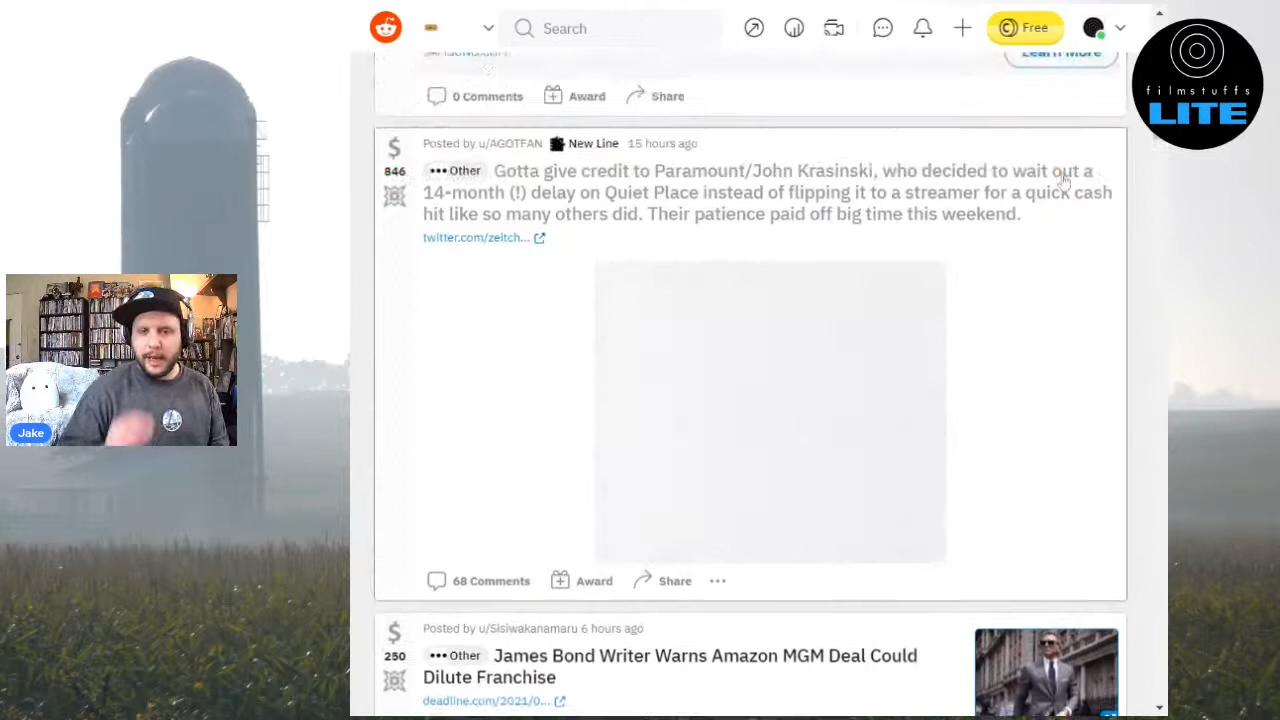 Search
Free
filmstuffs
LITE
Learn More
0 Comments
Award
Share
Posted by u/AGOTFAN
New Line
15 hours ago
846
Other
Gotta give credit to Paramount/John Krasinski, who decided to wait out a
14-month (!) delay on Quiet Place instead of flipping it to a streamer for a quick cash
hit like so many others did. Their patience paid off big time this weekend.
twitter.com/zeitch...
Jake
68 Comments
Award
Share
Posted by u/Sisiwakanamaru 6 hours ago
250
Other
James Bond Writer Warns Amazon MGM Deal Could
Dilute Franchise
deadline.com/2021/0...